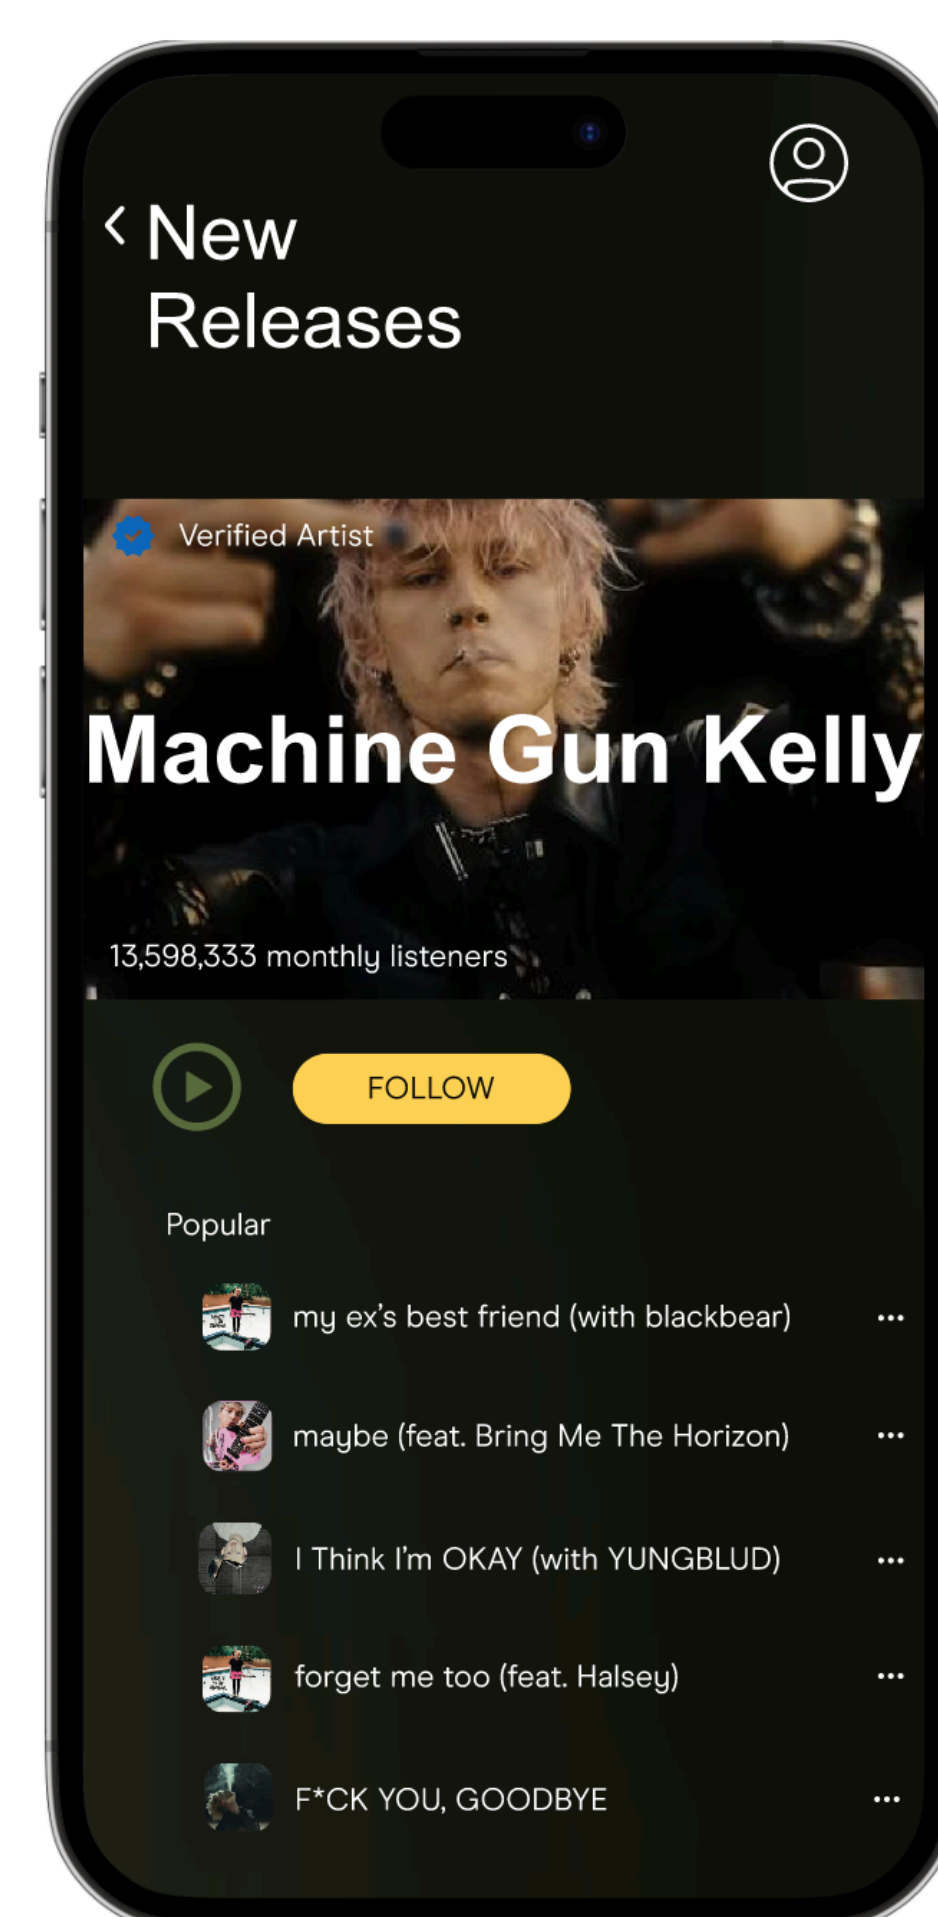 New
Releases
Verified Artist
Machine Gun Kelly
13,598,333 monthly listeners
FOLLOW
Popular
my ex’s best friend (with blackbear)
maybe (feat. Bring Me The Horizon)
I Think I’m OKAY (with YUNGBLUD)
forget me too (feat. Halsey)
F*CK YOU, GOODBYE